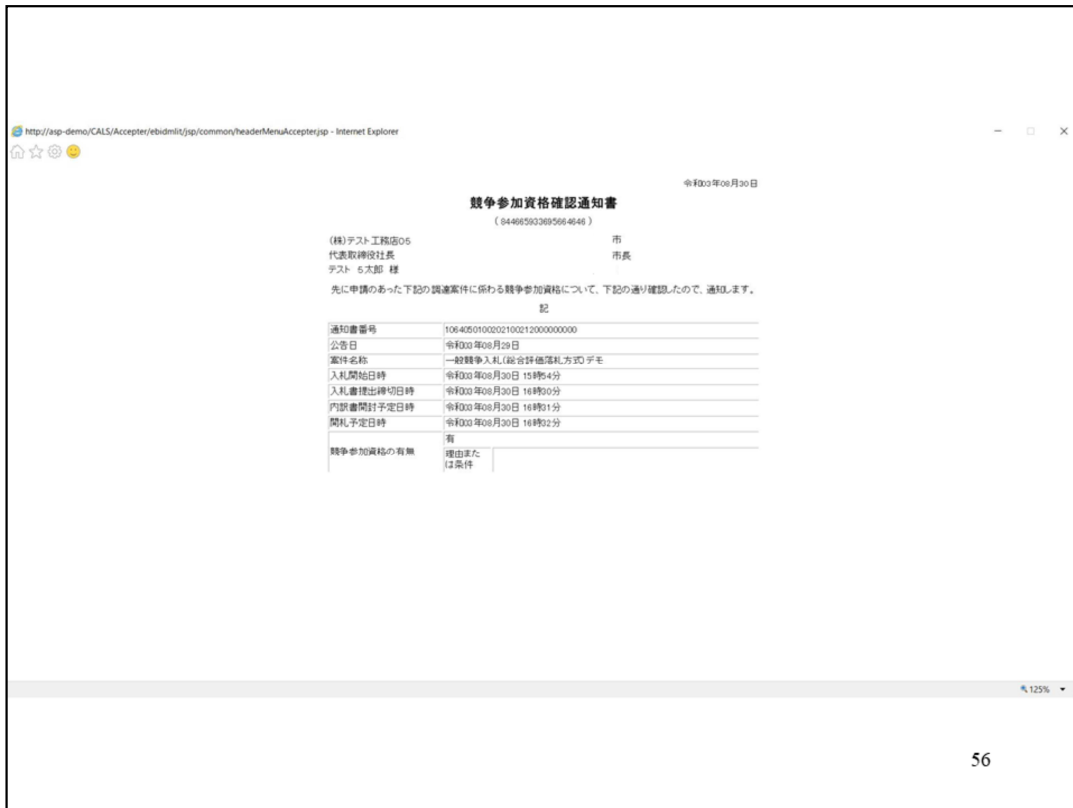 http://asp-demo/CALS/Accepter/ebidmlit/jsp/common/headerMenuAccepter.jsp - Internet Explorer
令和03年08月30日
競争参加資格確認通知書
(844665933695664646)
(株)テスト工務店05 市
代表取締役社長 市長
テスト 5太郎 様
先に申請のあった下記の調達案件に係わる競争参加資格について、下記の通り確認したので、通知します。
記
通知書番号 1064050100202100212000000000
公告日 令和03年08月29日
案件名称 一般競争入札(総合評価落札方式)デモ
入札開始日時 令和03年08月30日 15時54分
入札書提出締切日時 令和03年08月30日 16時30分
内訳書開封予定日時 令和03年08月30日 16時31分
開札予定日時 令和03年08月30日 16時32分
競争参加資格の有無 有
理由また
は条件
125%
56